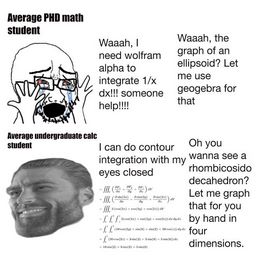 Average PHD math
student
Waaah, I
need wolfram
alpha to
integrate 1/x
dx!!! someone
help!!!!
Waaah, the
graph of an
ellipsoid? Let
me use
geogebra for
that
Average undergraduate calc
student
I can do contour
integration with my
eyes closed
Oh you
wanna see a
rhombicosido
decahedron?
Let me graph
that for you
by hand in
four
dimensions.